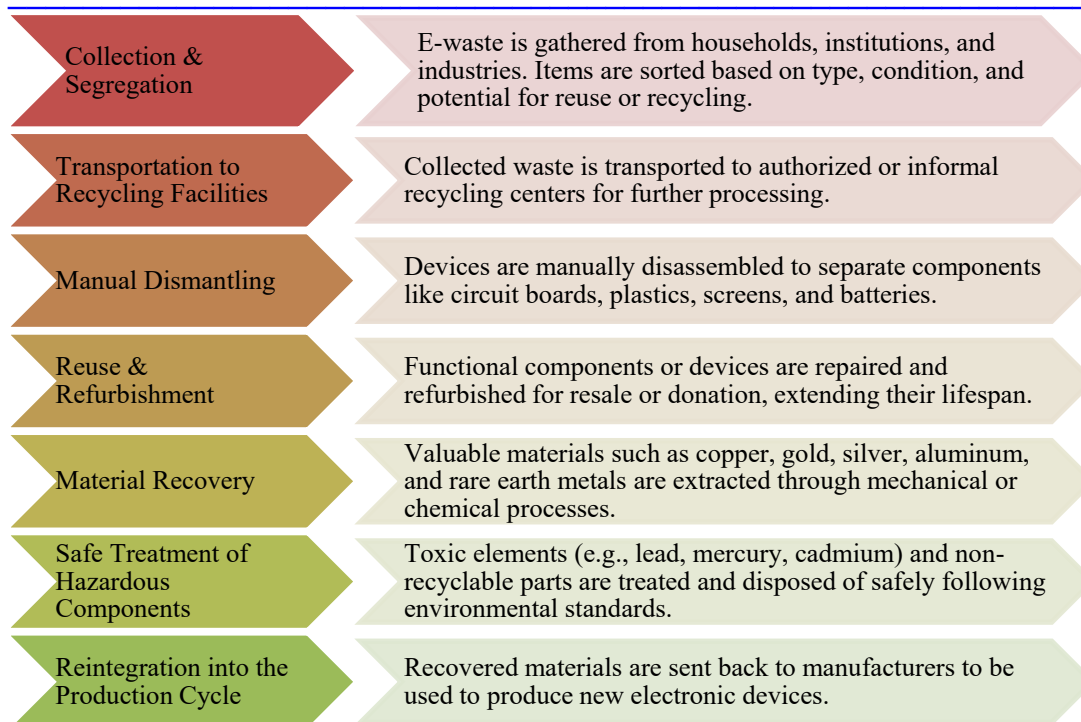 Collection &
Segregation
E-waste is gathered from households, institutions, and
industries. Items are sorted based on type, condition, and
potential for reuse or recycling.
Transportation to
Recycling Facilities
Collected waste is transported to authorized or informal
recycling centers for further processing.
Manual Dismantling
Devices are manually disassembled to separate components
like circuit boards, plastics, screens, and batteries.
Reuse &
Refurbishment
Functional components or devices are repaired and
refurbished for resale or donation, extending their lifespan.
Material Recovery
Valuable materials such as copper, gold, silver, aluminum,
and rare earth metals are extracted through mechanical or
chemical processes.
Safe Treatment of
Hazardous
Components
Toxic elements (e.g., lead, mercury, cadmium) and non-
recyclable parts are treated and disposed of safely following
environmental standards.
Reintegration into the
Production Cycle
Recovered materials are sent back to manufacturers to be
used to produce new electronic devices.